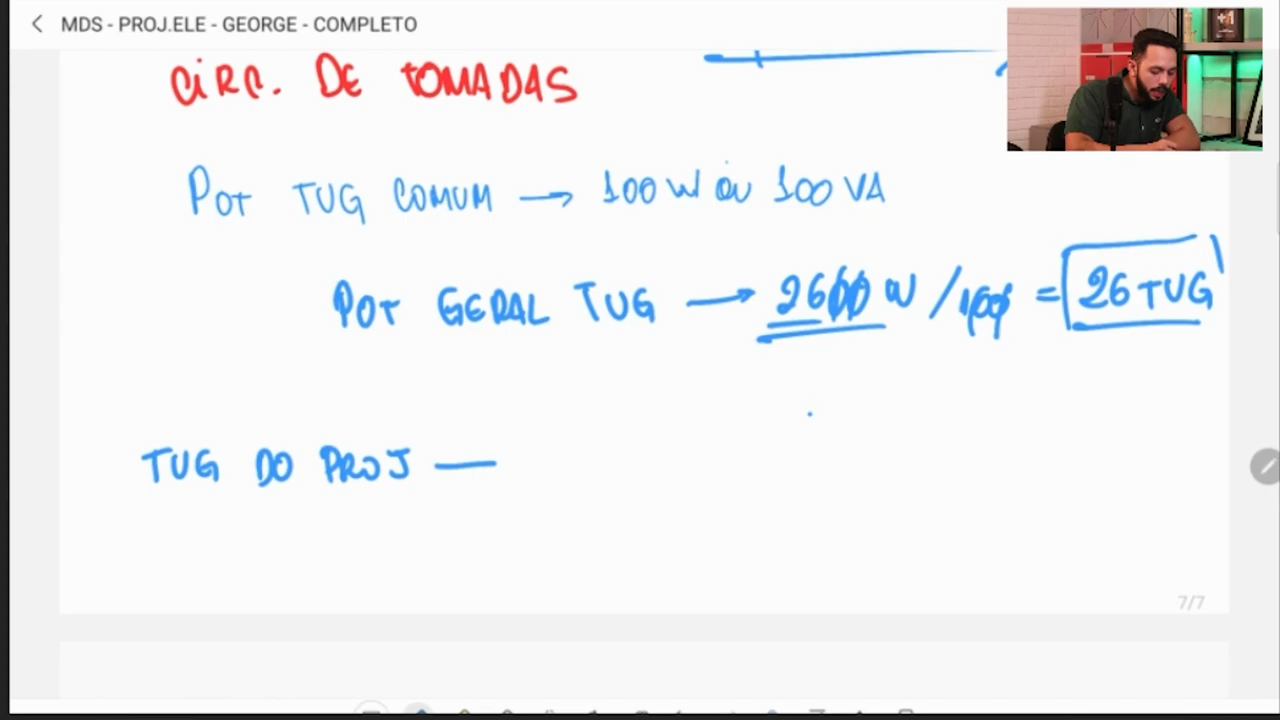 MDS - PROJ.ELE - GEORGE - COMPLETO
CIRC. DE TOMADAS
POT TUG COMUM → 100 W OU 100 VA
POT GERAL TUG → 2600 W / 100 = 26 TUG
TUG DO PROJ —
7/7